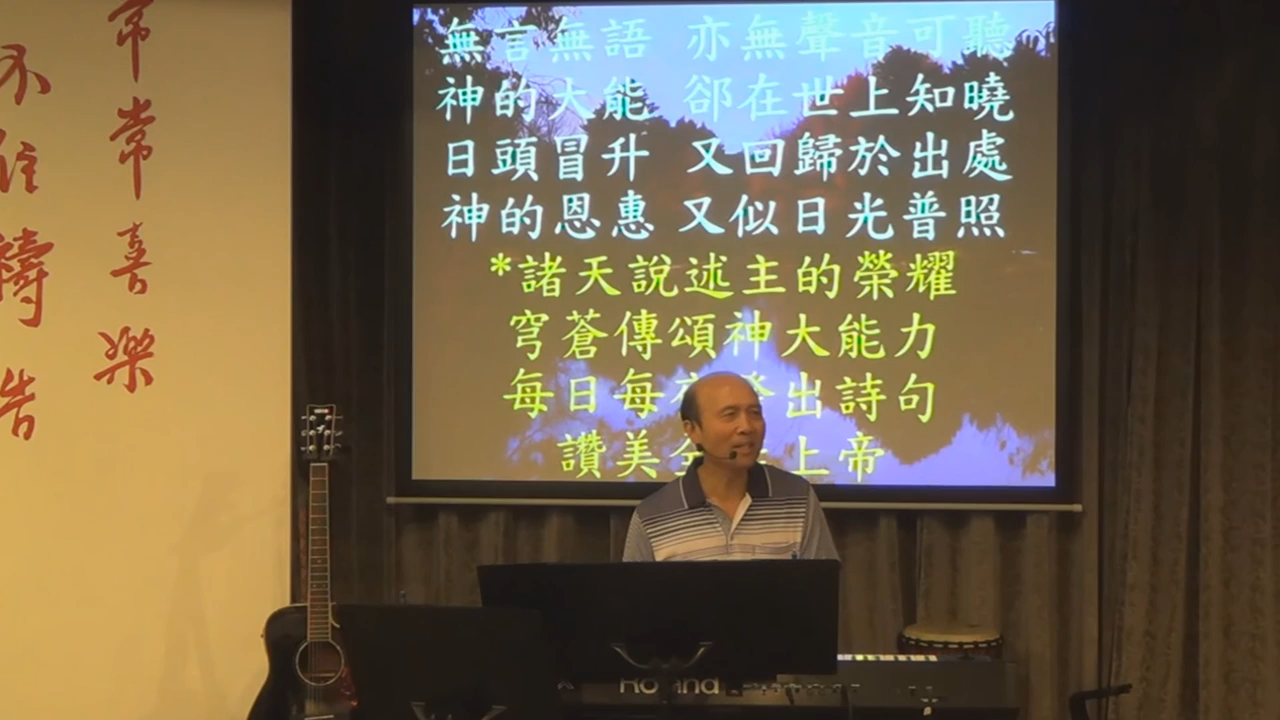 無言無語 亦無聲音可聽
神的大能 卻在世上知曉
日頭冒升 又回歸於出處
神的恩惠 又似日光普照
*諸天說述主的榮耀
穹蒼傳頌神大能力
每日每 出詩句
讚美全 上帝
常常喜樂
不住禱告
Roland